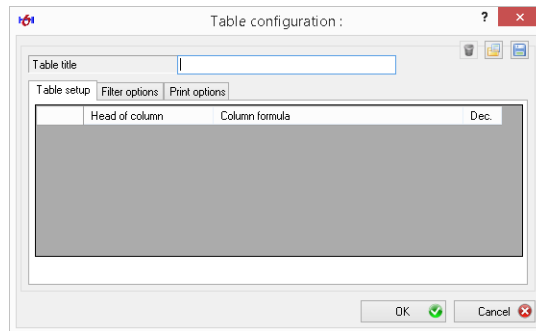 Table configuration :
?
Table title
Table setup Filter options Print options
Head of column Column formula Dec.
OK Cancel